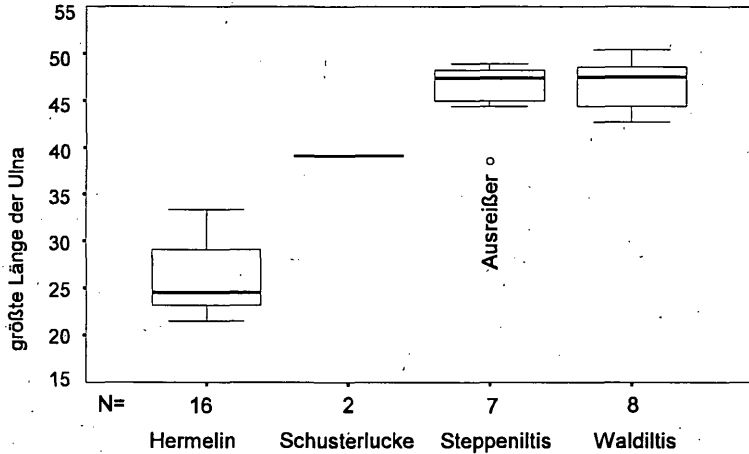 größte Länge der Ulna
55
50
45
40
35
30
25
20
15
Ausreißer
N= 16 2 7 8
Hermelin Schusterlucke Steppeniltis Waldiltis